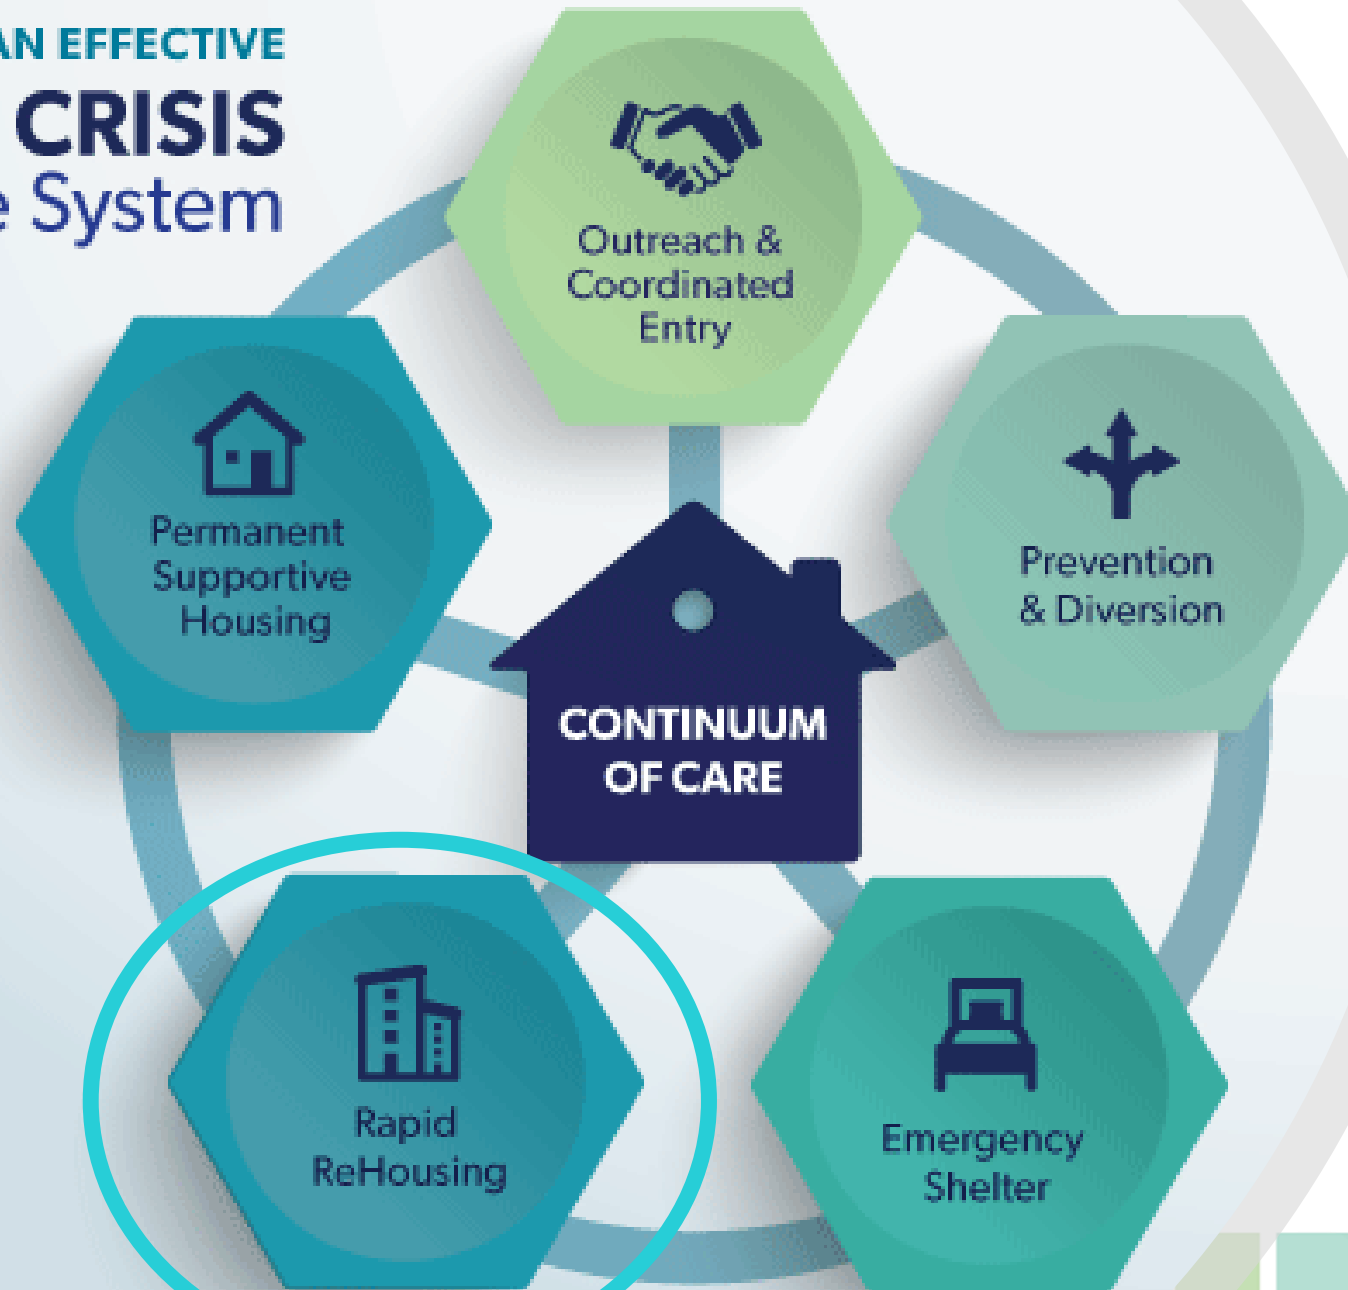 AN EFFECTIVE
CRISIS
e System
Outreach &
Coordinated
Entry
Permanent
Supportive
Housing
Prevention
& Diversion
CONTINUUM
OF CARE
Rapid
ReHousing
Emergency
Shelter